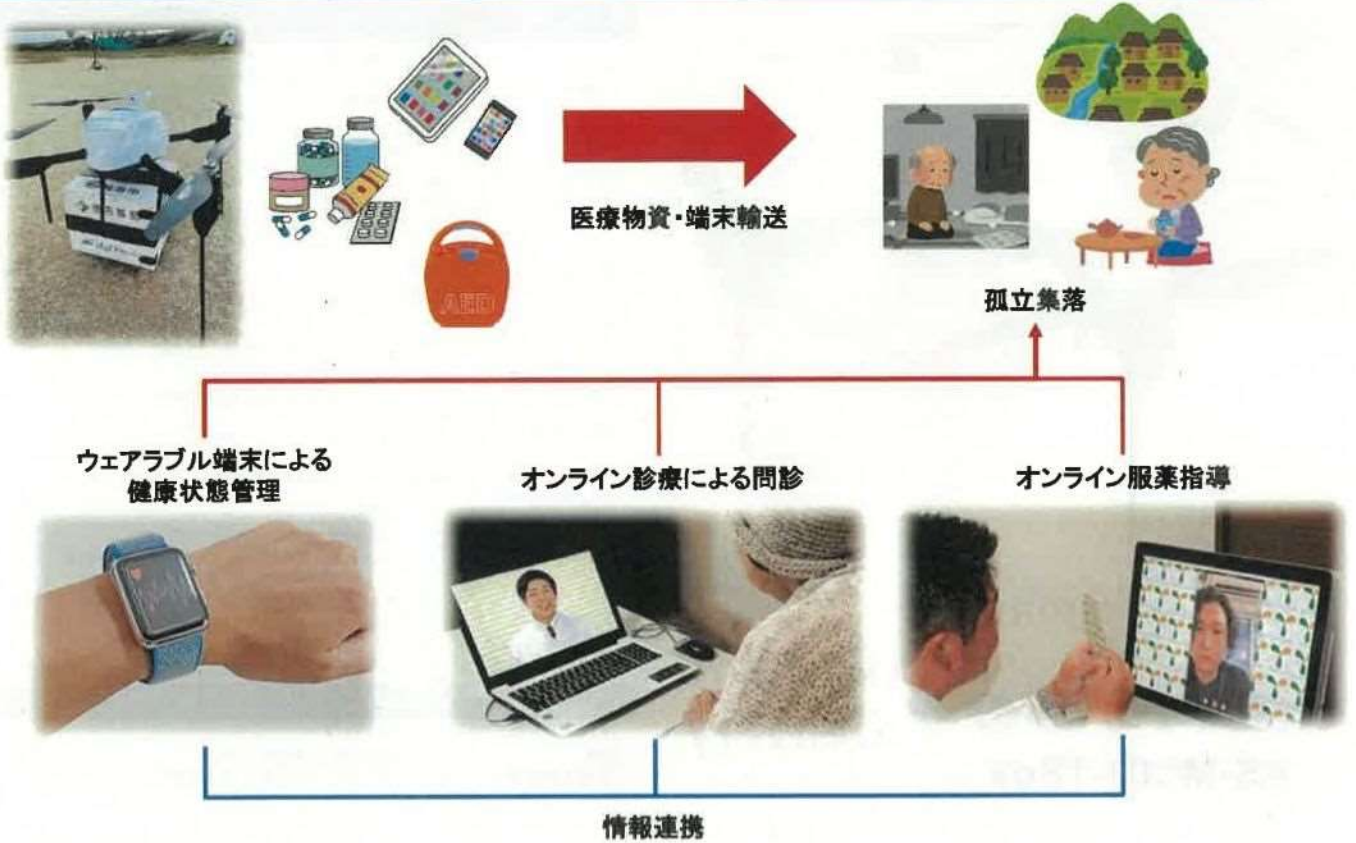 AED
医療物資・端末輸送
孤立集落
ウェアラブル端末による
健康状態管理
オンライン診療による問診
オンライン服薬指導
情報連携